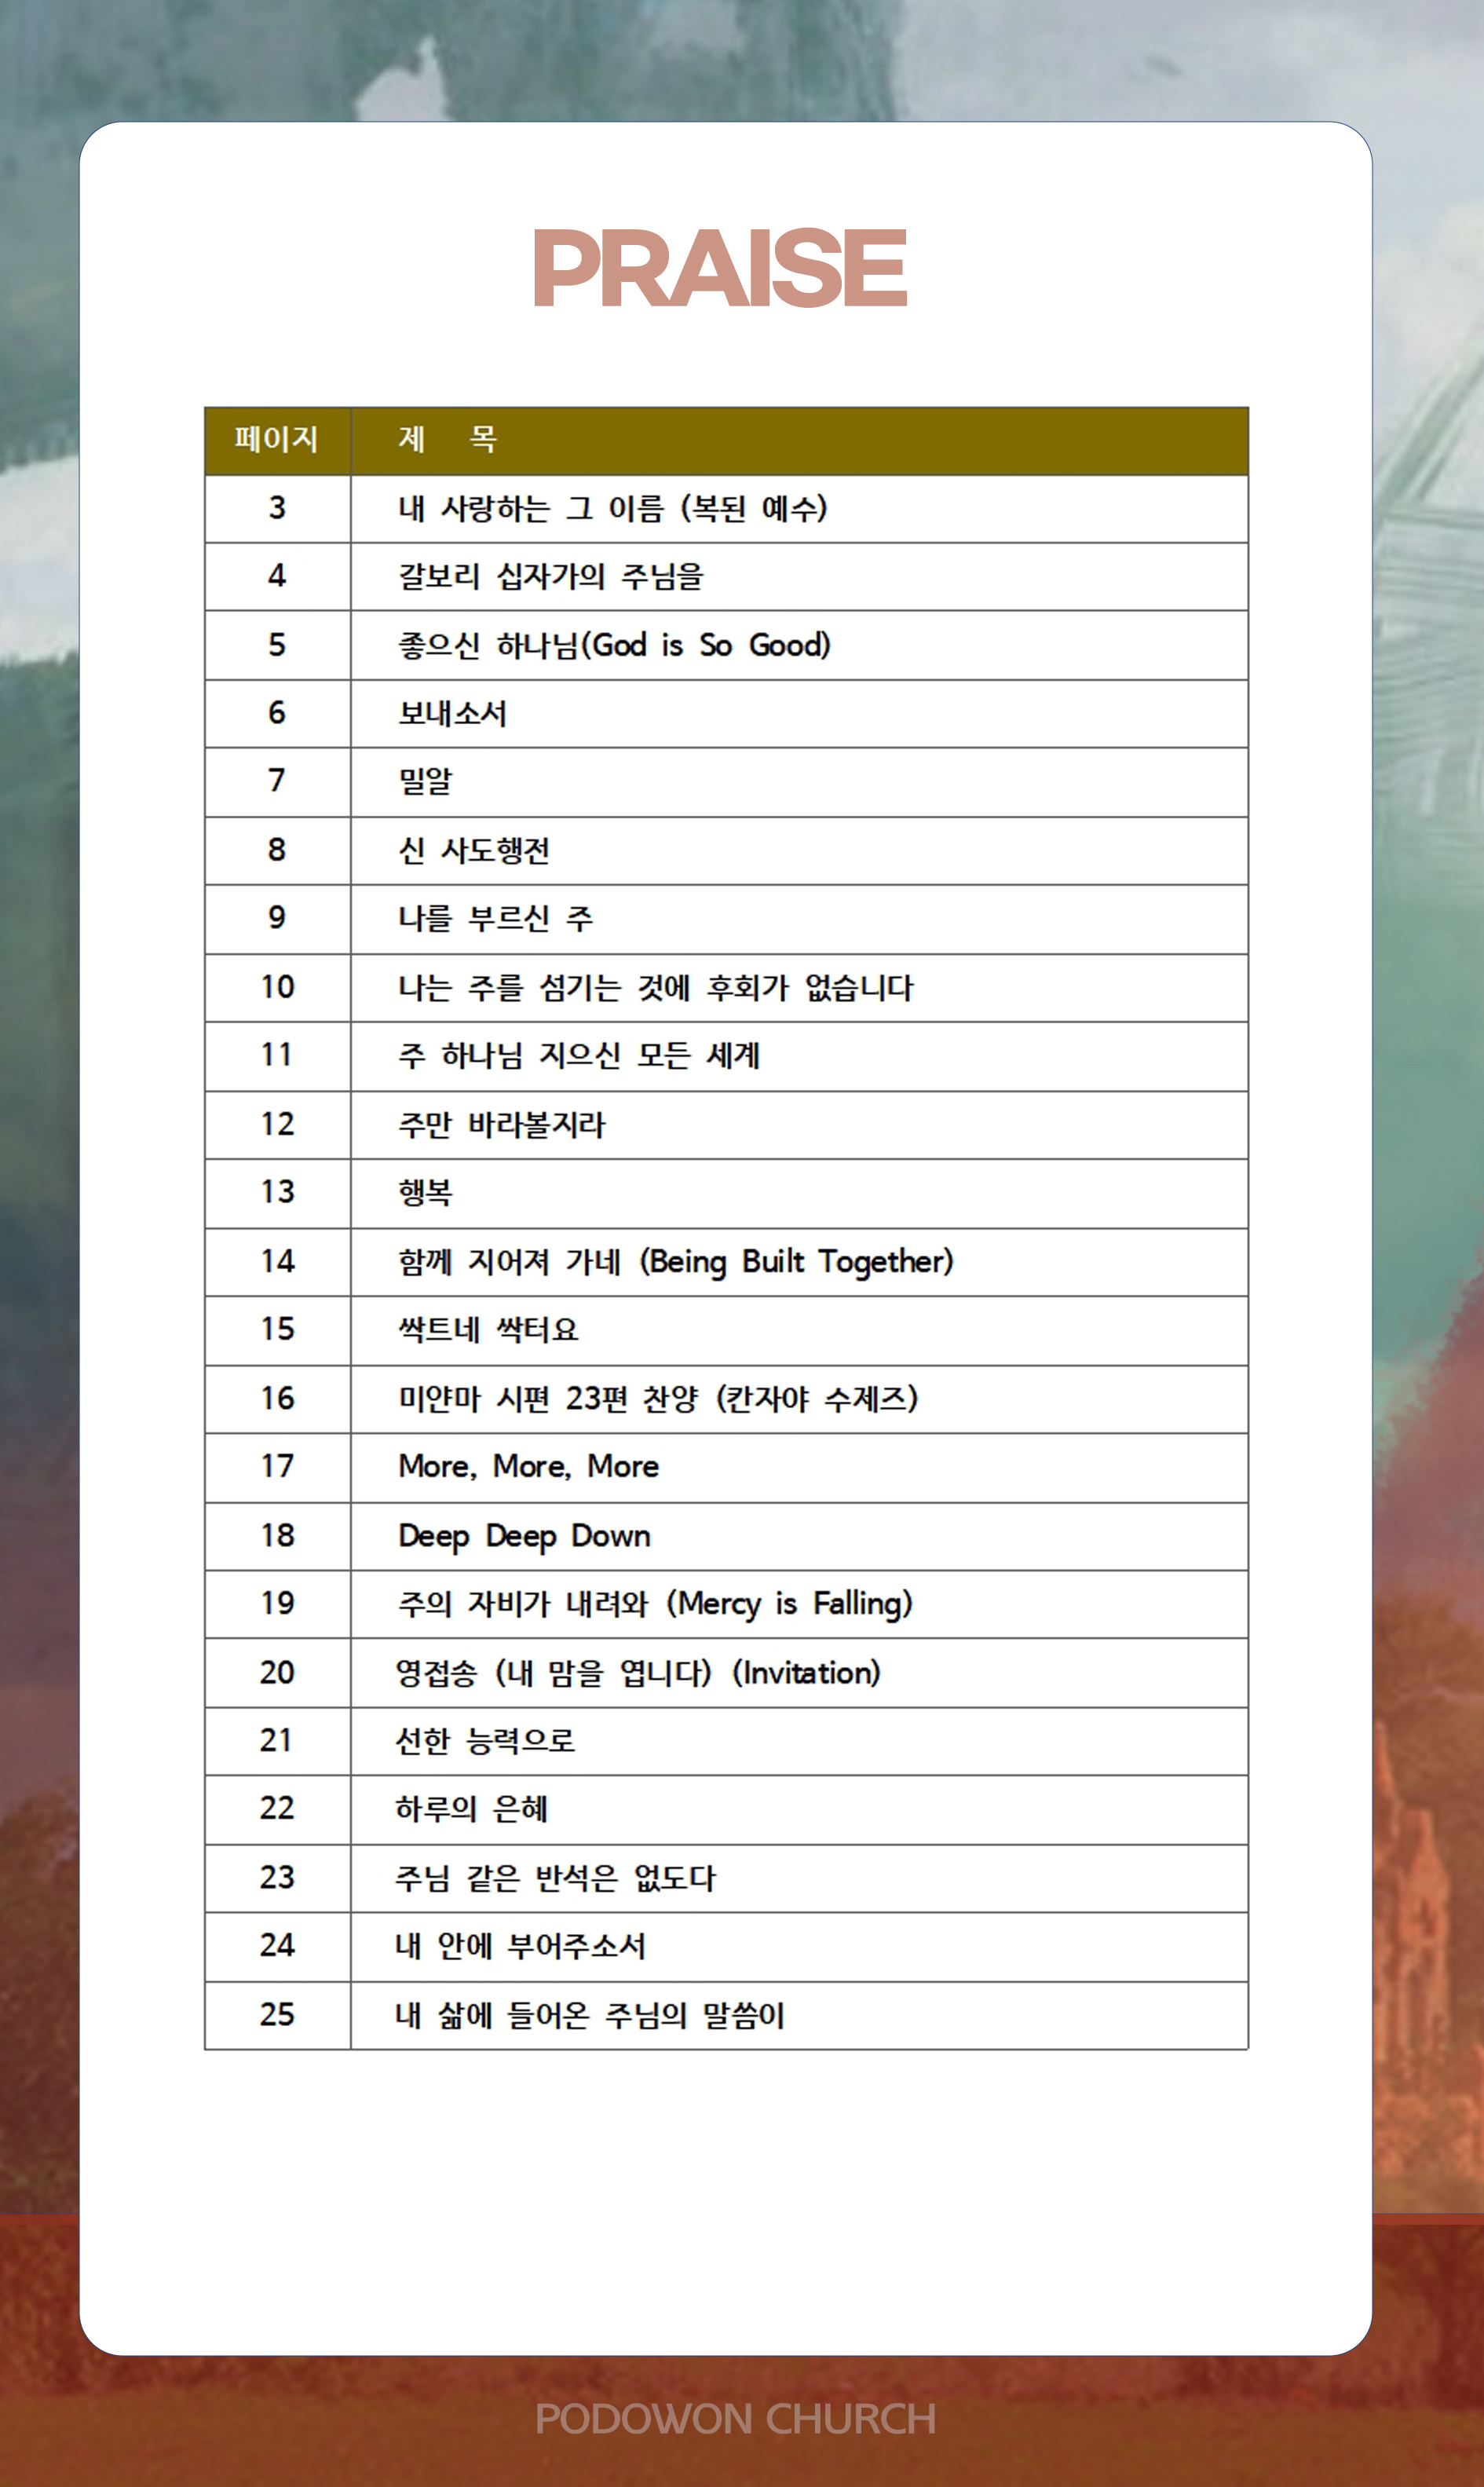 PRAISE
페이지 제 목
3 내 사랑하는 그 이름 (복된 예수)
4 갈보리 십자가의 주님을
5 좋으신 하나님(God is So Good)
6 보내소서
7 밀알
8 신 사도행전
9 나를 부르신 주
10 나는 주를 섬기는 것에 후회가 없습니다
11 주 하나님 지으신 모든 세계
12 주만 바라볼지라
13 행복
14 함께 지어져 가네 (Being Built Together)
15 싹트네 싹터요
16 미얀마 시편 23편 찬양 (칸자야 수제즈)
17 More, More, More
18 Deep Deep Down
19 주의 자비가 내려와 (Mercy is Falling)
20 영접송 (내 맘을 엽니다) (Invitation)
21 선한 능력으로
22 하루의 은혜
23 주님 같은 반석은 없도다
24 내 안에 부어주소서
25 내 삶에 들어온 주님의 말씀이
PODOWON CHURCH